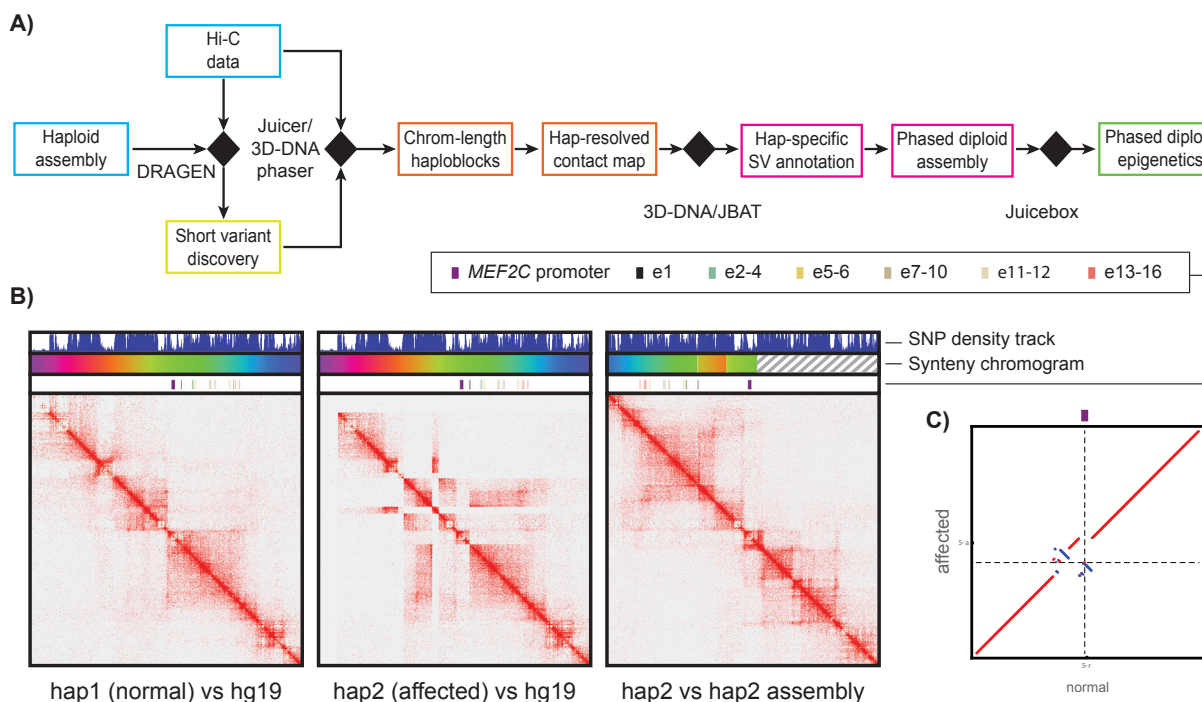 A)
Hi-C
data
Haploid
assembly
DRAGEN
Juicer/
3D-DNA
phaser
Short variant
discovery
Chrom-length
haploblocks
Hap-resolved
contact map
3D-DNA/JBAT
Hap-specific
SV annotation
Phased diploid
assembly
Juicebox
Phased diplo
epigenetics
MEF2C promoter e1 e2-4 e5-6 e7-10 e11-12 e13-16
B)
SNP density track
Synteny chromogram
hap1 (normal) vs hg19
hap2 (affected) vs hg19
hap2 vs hap2 assembly
C)
affected
5-a
5-r
normal